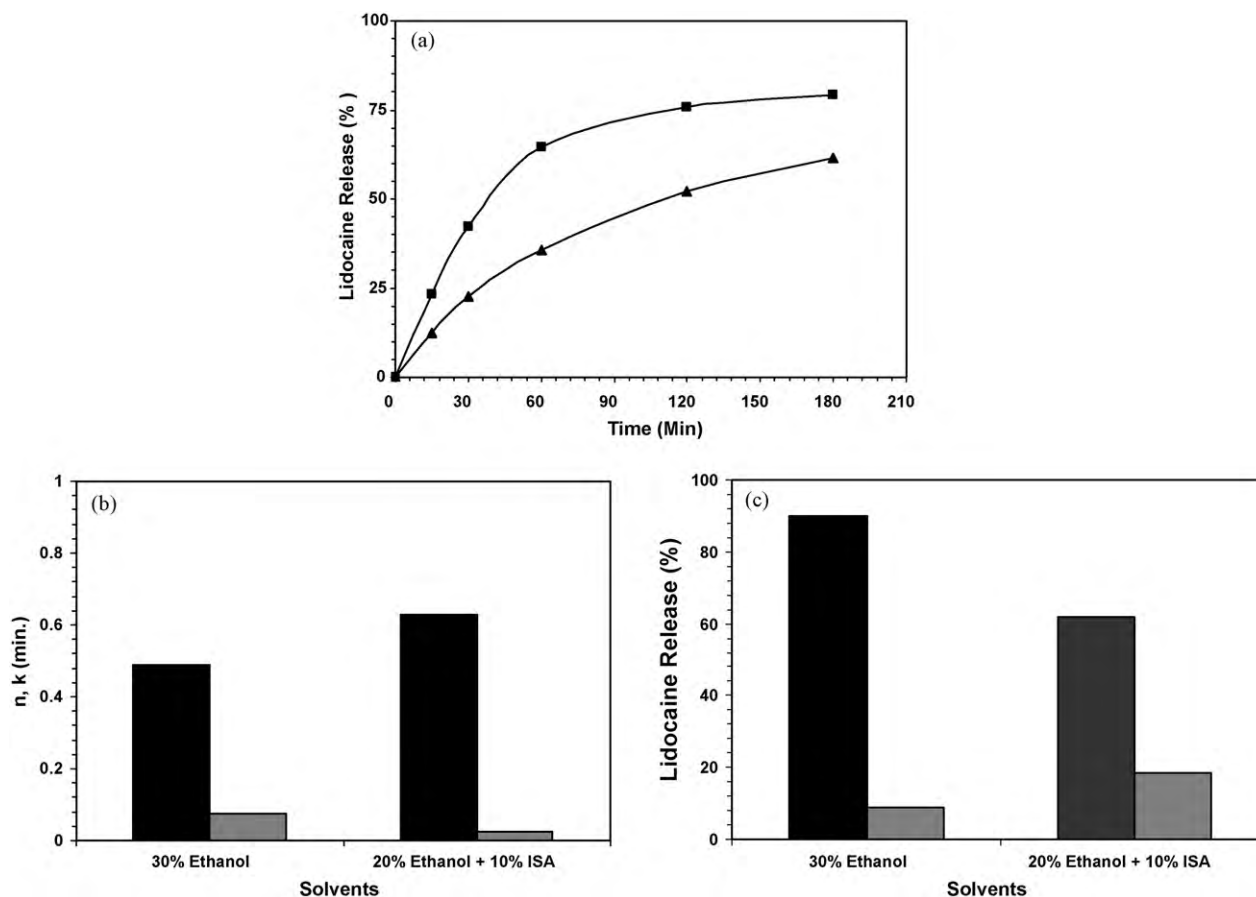 (a)
Lidocaine Release (% )
100
75
50
25
0
0 30 60 90 120 150 180 210
Time (Min)
(b)
n, k (min.)
1
0.8
0.6
0.4
0.2
0
30% Ethanol 20% Ethanol + 10% ISA
Solvents
(c)
Lidocaine Release (%)
100
80
60
40
20
0
30% Ethanol 20% Ethanol + 10% ISA
Solvents